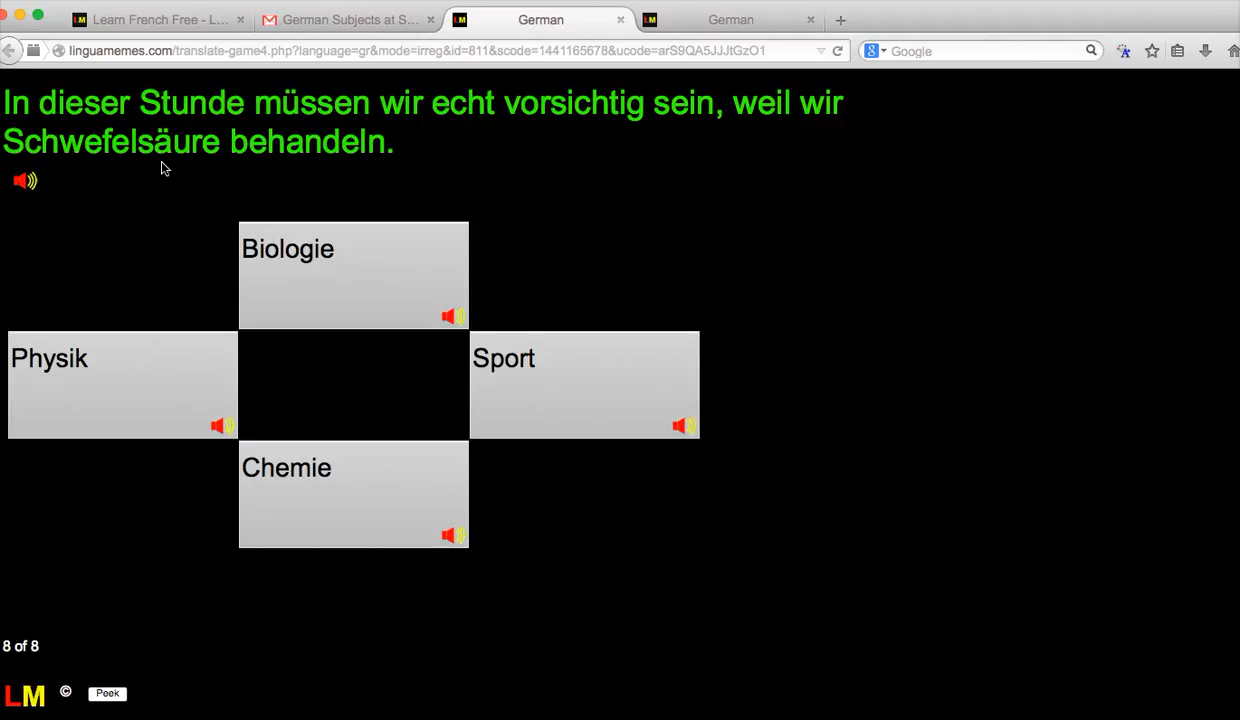 Learn French Free - L...
German Subjects at S...
German
German
linguamemes.com/translate-game4.php?language=gr&mode=irreg&id=811&scode=1441165678&ucode=arS9QA5JJJtGzO1
Google
In dieser Stunde müssen wir echt vorsichtig sein, weil wir
Schwefelsäure behandeln.
Biologie
Physik
Sport
Chemie
8 of 8
LM © Peek